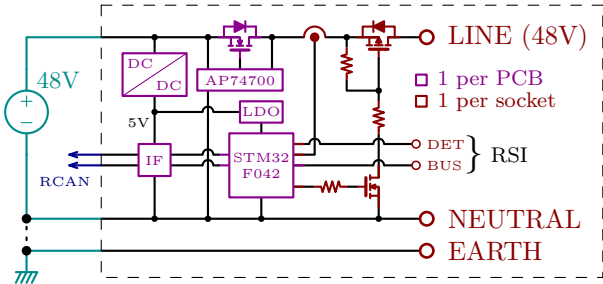 LINE (48V)
48V
DC
DC
AP74700
1 per PCB
1 per socket
LDO
5V
IF
STM32
F042
DET
BUS
RSI
RCAN
NEUTRAL
EARTH